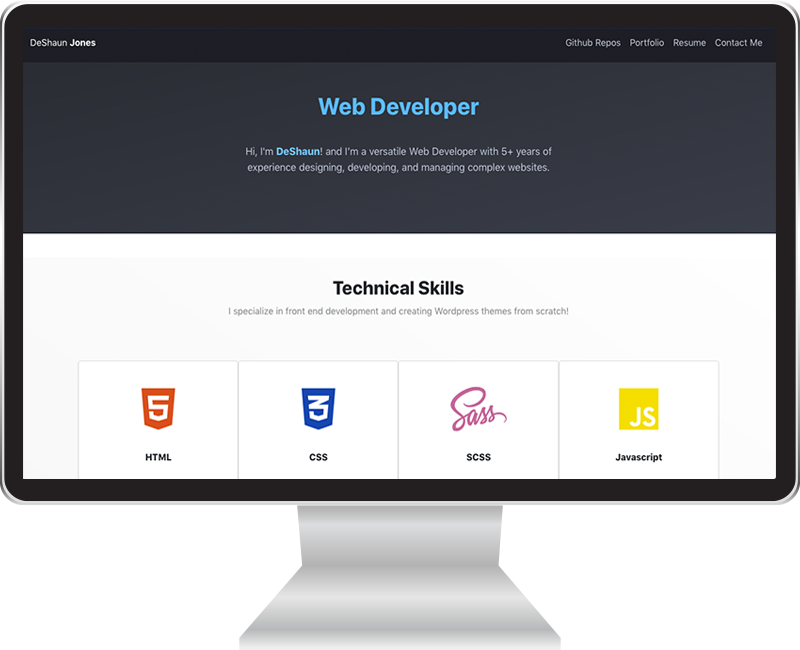 DeShaun Jones
Github Repos Portfolio Resume Contact Me
Web Developer
Hi, I'm DeShaun! and I'm a versatile Web Developer with 5+ years of
experience designing, developing, and managing complex websites.
Technical Skills
I specialize in front end development and creating Wordpress themes from scratch!
5
3
Sass
JS
HTML
CSS
SCSS
Javascript